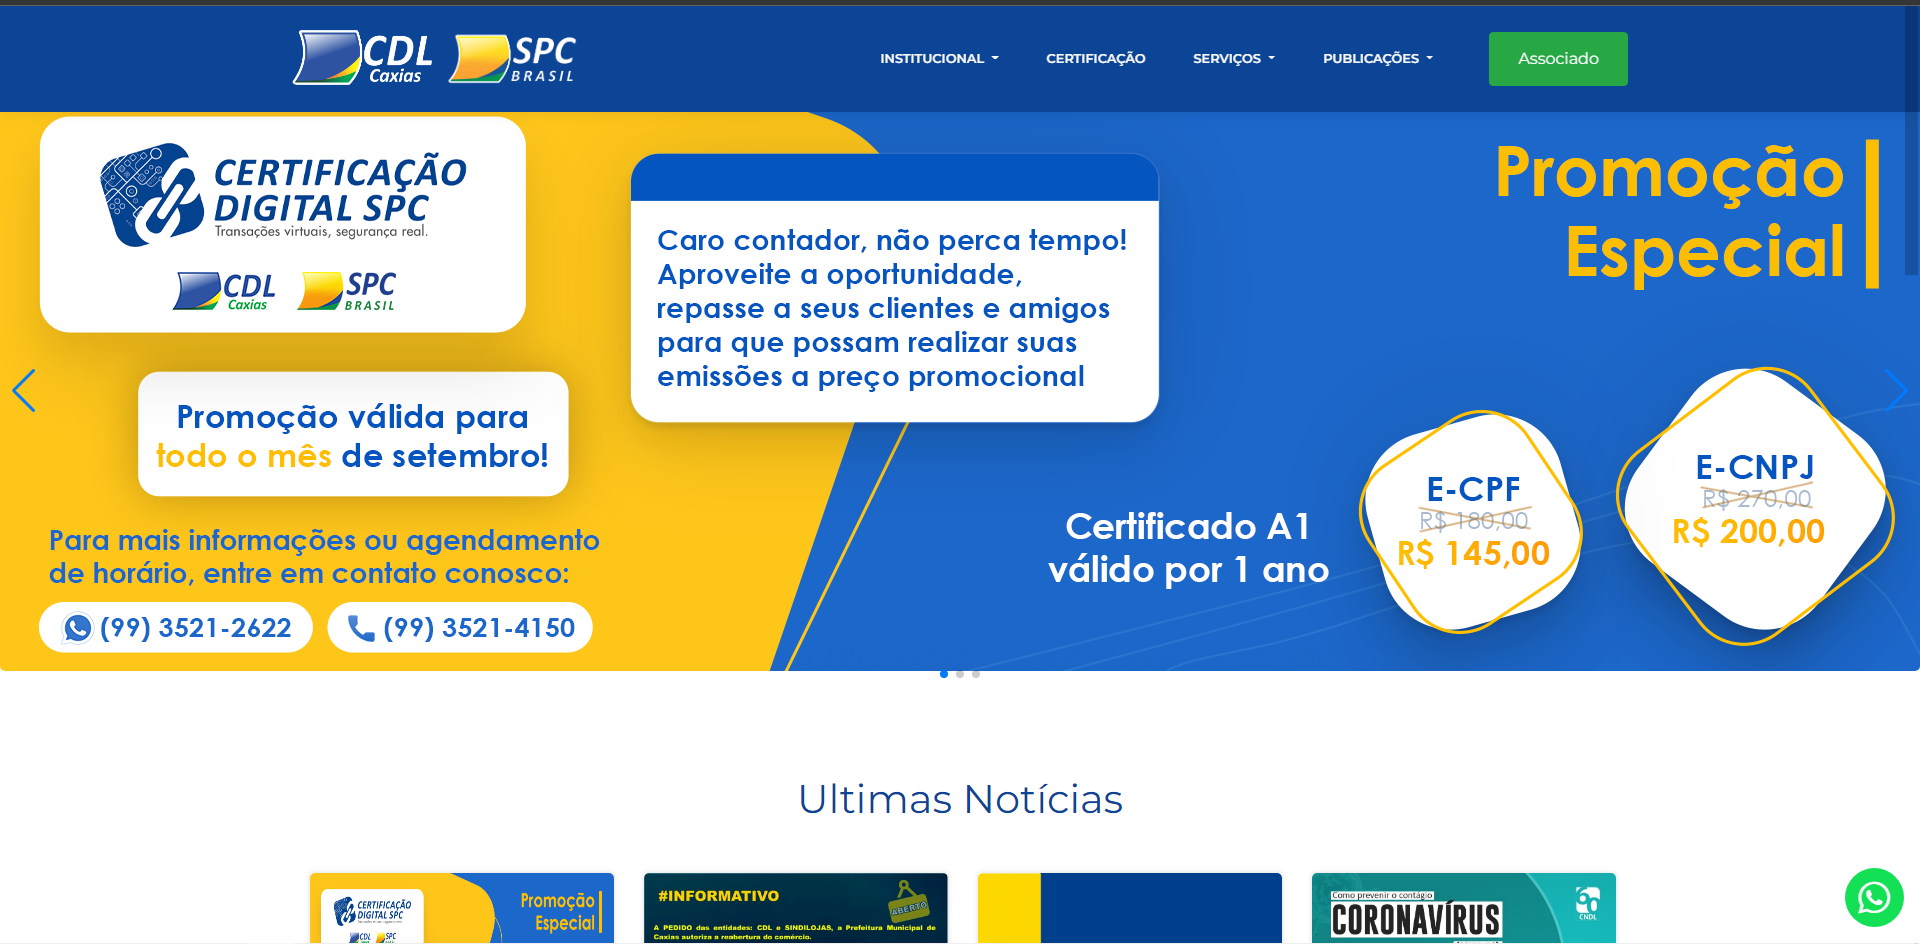 CDL
Caxias
SPC
BRASIL
INSTITUCIONAL
CERTIFICAÇÃO
SERVIÇOS
PUBLICAÇÕES
Associado
CERTIFICAÇÃO
DIGITAL SPC
Transações virtuais, segurança real.
CDL
Caxias
SPC
BRASIL
Promoção válida para
todo o mês de setembro!
Para mais informações ou agendamento
de horário, entre em contato conosco:
(99) 3521-2622
(99) 3521-4150
Caro contador, não perca tempo!
Aproveite a oportunidade,
repasse a seus clientes e amigos
para que possam realizar suas
emissões a preço promocional
Promoção
Especial
Certificado A1
válido por 1 ano
E-CPF
R$ 180,00
R$ 145,00
E-CNPJ
R$ 270,00
R$ 200,00
Ultimas Notícias
CERTIFICAÇÃO
DIGITAL SPC
CDL
SPC
Promoção
Especial
#INFORMATIVO
ABERTO
A PEDIDO das entidades: CDL e SINDILOJAS, a Prefeitura Municipal de
Caxias autoriza a reabertura do comércio.
Como prevenir o contágio
CORONAVÍRUS
CNDL